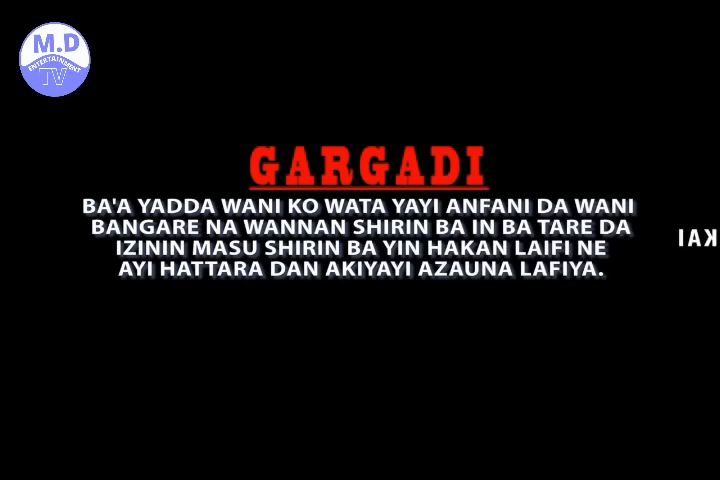 M.D
ENTERTAINMENT
TV
GARGADI
BA'A YADDA WANI KO WATA YAYI ANFANI DA WANI
BANGARE NA WANNAN SHIRIN BA IN BA TARE DA
IZININ MASU SHIRIN BA YIN HAKAN LAIFI NE
AYI HATTARA DAN AKIYAYI AZAUNA LAFIYA.
KAI